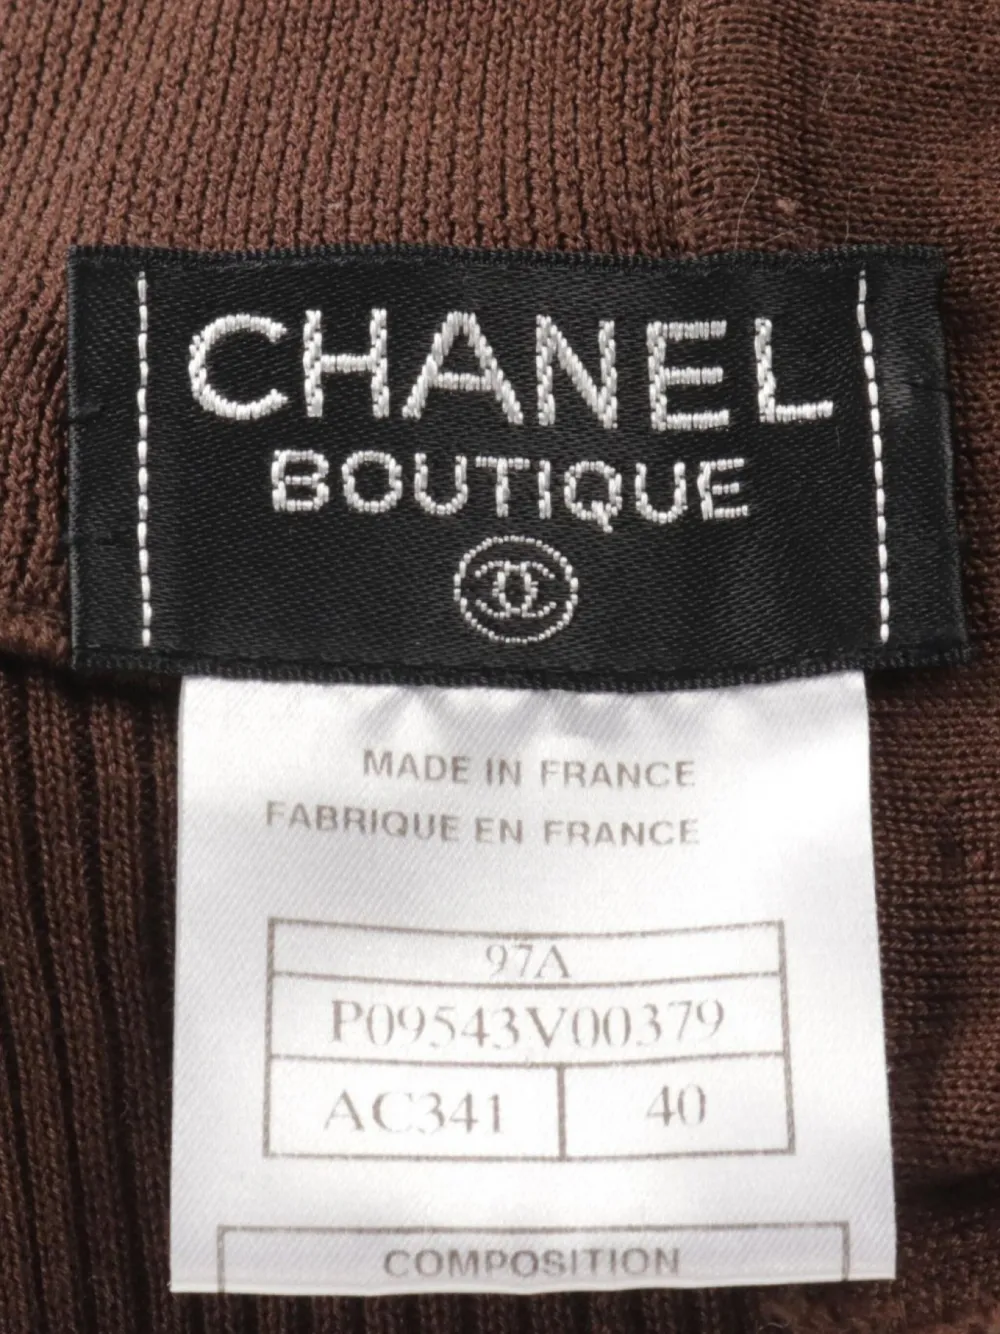 CHANEL
BOUTIQUE
MADE IN FRANCE
FABRIQUE EN FRANCE
97A
P09543V00379
AC341 40
COMPOSITION